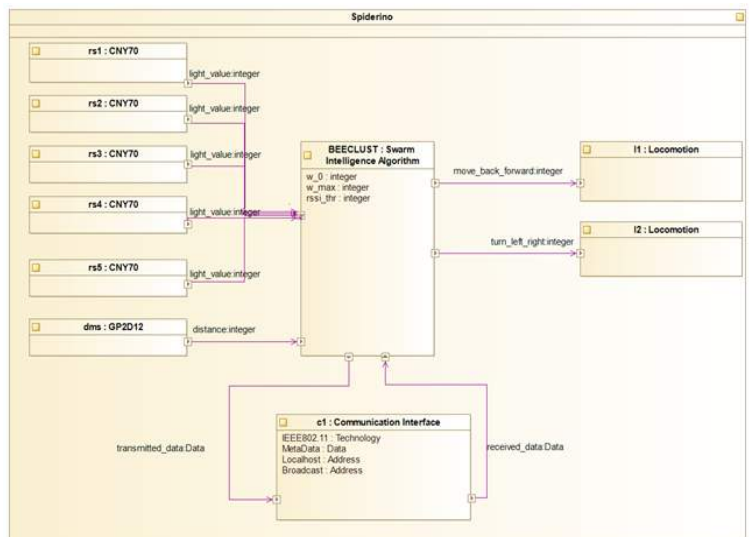 Spiderino
rs1 : CNY70
light_value:integer
rs2 : CNY70
light_value:integer
rs3 : CNY70
light_value:integer
rs4 : CNY70
light_value:integer
rs5 : CNY70
light_value:integer
dms : GP2D12
distance:integer
BEECLUST : Swarm
Intelligence Algorithm
w_0 : integer
w_max : integer
rssi_thr : integer
move_back_forward:integer
l1 : Locomotion
turn_left_right:integer
l2 : Locomotion
transmitted_data:Data
c1 : Communication Interface
IEEE802.11 : Technology
MetaData : Data
Localhost : Address
Broadcast : Address
received_data:Data